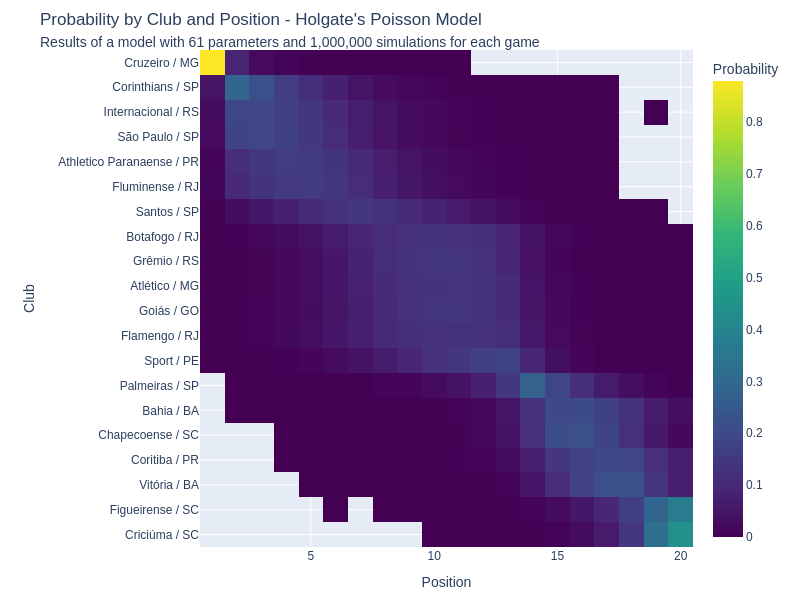 Probability by Club and Position - Holgate's Poisson Model
Results of a model with 61 parameters and 1,000,000 simulations for each game
Probability
Cruzeiro / MG
Corinthians / SP
Internacional / RS
São Paulo / SP
Athletico Paranaense / PR
Fluminense / RJ
Santos / SP
Botafogo / RJ
Grêmio / RS
Atlético / MG
Goiás / GO
Flamengo / RJ
Sport / PE
Palmeiras / SP
Bahia / BA
Chapecoense / SC
Coritiba / PR
Vitória / BA
Figueirense / SC
Criciúma / SC
Club
5
10
15
20
Position
0.8
0.7
0.6
0.5
0.4
0.3
0.2
0.1
0